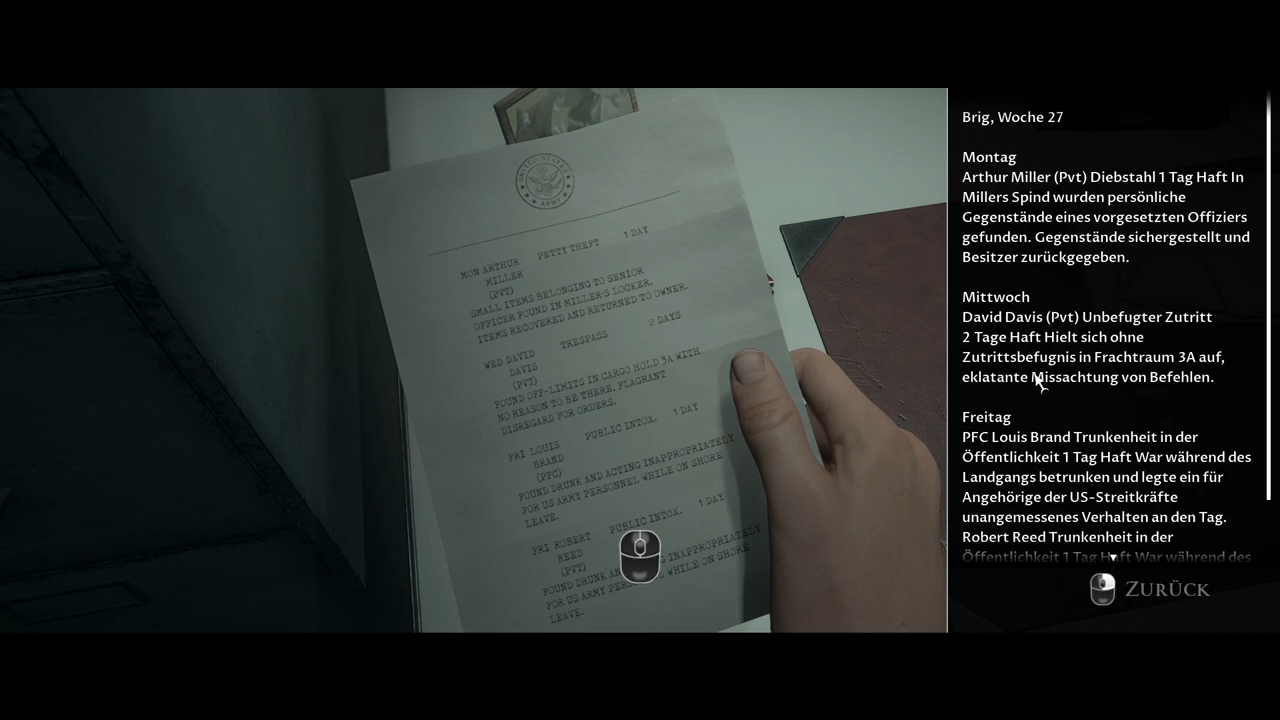 UNITED STATES
ARMY
MON ARTHUR PETTY THEFT 1 DAY
MILLER
(PVT)
SMALL ITEMS BELONGING TO SENIOR
OFFICER FOUND IN MILLER'S LOCKER.
ITEMS RECOVERED AND RETURNED TO OWNER.
WED DAVID TRESPASS 2 DAYS
DAVIS
(PVT)
FOUND OFF-LIMITS IN CARGO HOLD 3A WITH
NO REASON TO BE THERE. FLAGRANT
DISREGARD FOR ORDERS.
FRI LOUIS PUBLIC INTOX. 1 DAY
BRAND
(PFC)
FOUND DRUNK AND ACTING INAPPROPRIATELY
FOR US ARMY PERSONNEL WHILE ON SHORE
LEAVE.
FRI ROBERT PUBLIC INTOX. 1 DAY
REED
(PVT)
FOUND DRUNK INAPPROPRIATELY
FOR US ARMY WHILE ON SHORE
LEAVE.
Brig, Woche 27
Montag
Arthur Miller (Pvt) Diebstahl 1 Tag Haft In
Millers Spind wurden persönliche
Gegenstände eines vorgesetzten Offiziers
gefunden. Gegenstände sichergestellt und
Besitzer zurückgegeben.
Mittwoch
David Davis (Pvt) Unbefugter Zutritt
2 Tage Haft Hielt sich ohne
Zutrittsbefugnis in Frachtraum 3A auf,
eklatante Missachtung von Befehlen.
Freitag
PFC Louis Brand Trunkenheit in der
Öffentlichkeit 1 Tag Haft War während des
Landgangs betrunken und legte ein für
Angehörige der US-Streitkräfte
unangemessenes Verhalten an den Tag.
Robert Reed Trunkenheit in der
Öffentlichkeit 1 Tag Haft War während des
ZURÜCK